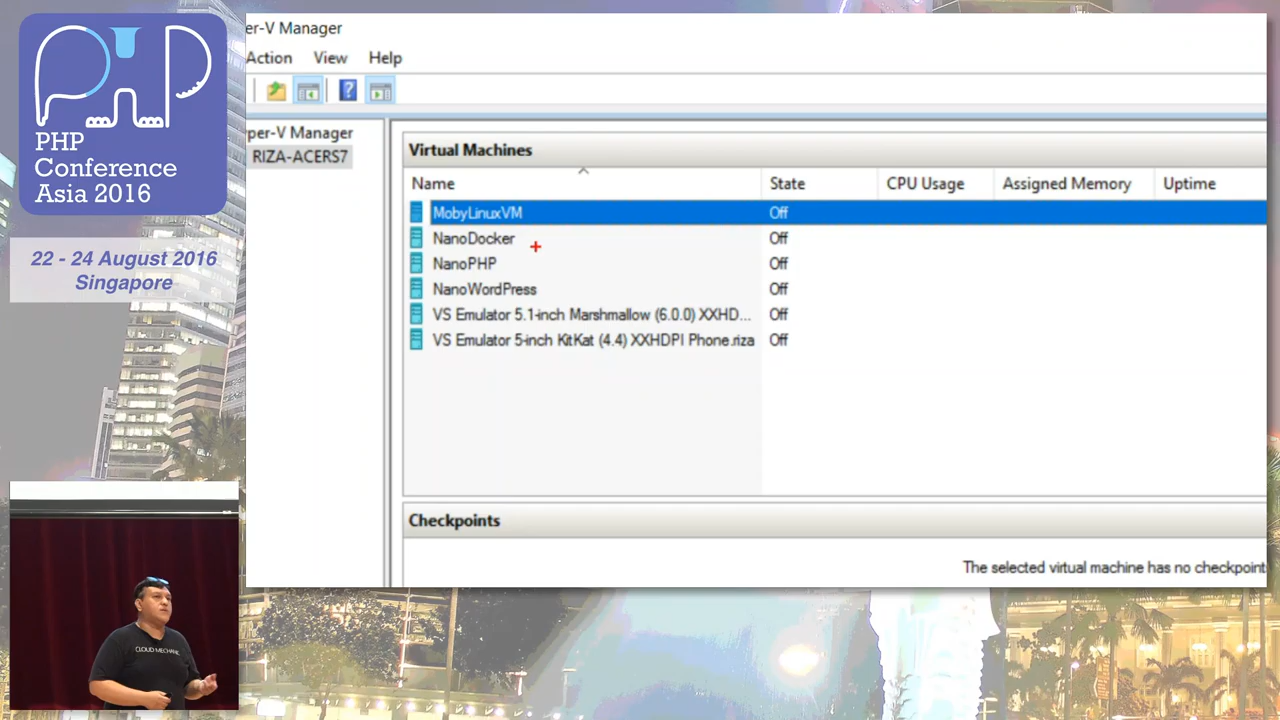 PHP
PHP
Conference
Asia 2016
22 - 24 August 2016
Singapore
er-V Manager
Action View Help
per-V Manager
RIZA-ACERS7
Virtual Machines
Name State CPU Usage Assigned Memory Uptime
MobyLinuxVM Off
NanoDocker Off
NanoPHP Off
NanoWordPress Off
VS Emulator 5.1-inch Marshmallow (6.0.0) XXHD... Off
VS Emulator 5-inch KitKat (4.4) XXHDPI Phone.riza Off
Checkpoints
The selected virtual machine has no checkpoint
CLOUD MECHANIC